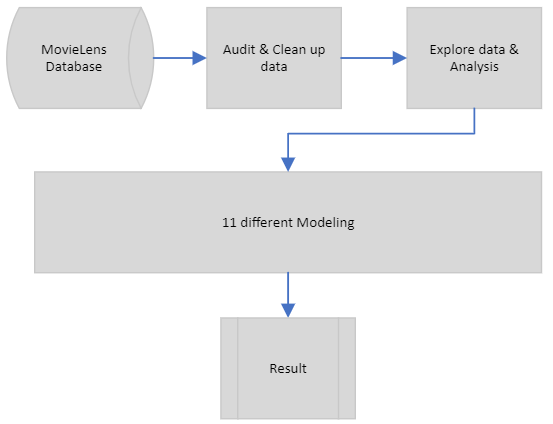 MovieLens
Database
Audit & Clean up
data
Explore data &
Analysis
11 different Modeling
Result